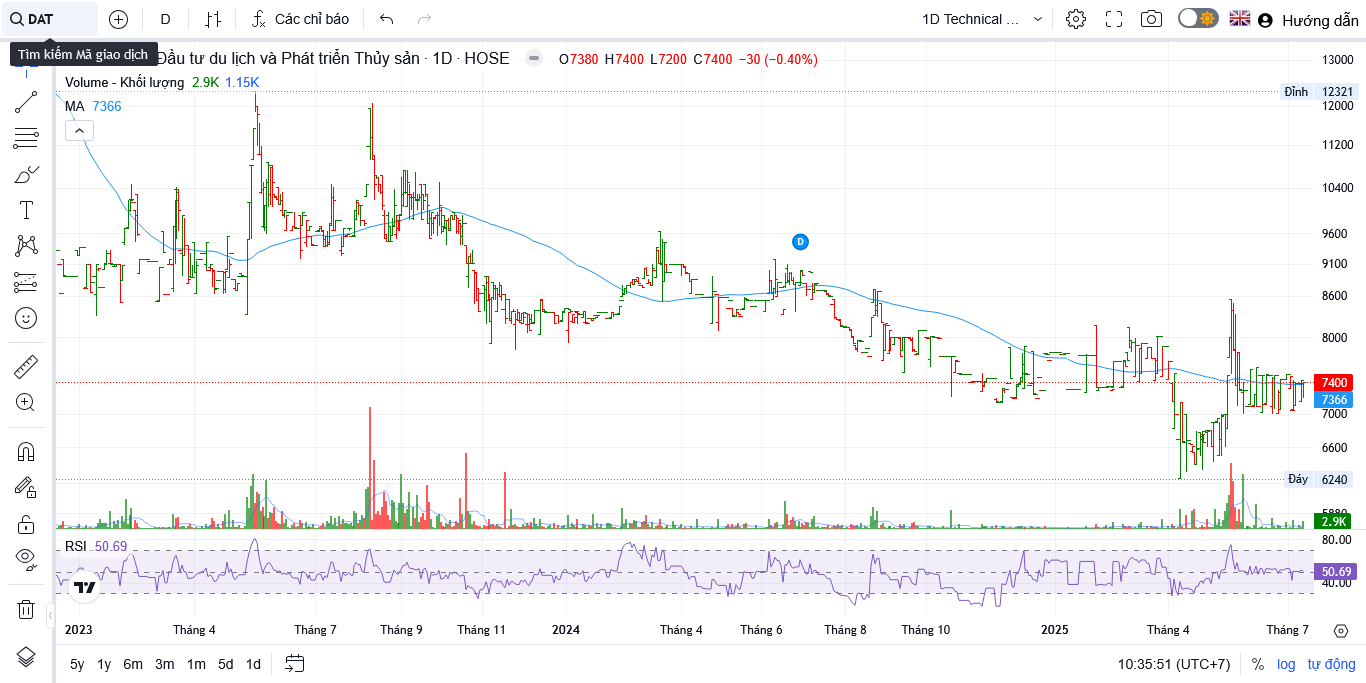 DAT
D
Các chỉ báo
1D Technical ...
Hướng dẫn
Tìm kiếm Mã giao dịch
Đầu tư du lịch và Phát triển Thủy sản · 1D · HOSE
O7380 H7400 L7200 C7400 −30 (−0.40%)
Volume - Khối lượng 2.9K 1.15K
MA 7366
13000
Đỉnh 12321
12000
11200
10400
9600
9100
8600
8000
7400
7366
7000
6600
Đáy 6240
5880
2.9K
D
RSI 50.69
80.00
50.69
40.00
2023 Tháng 4 Tháng 7 Tháng 9 Tháng 11 2024 Tháng 4 Tháng 6 Tháng 8 Tháng 10 2025 Tháng 4 Tháng 7
5y 1y 6m 3m 1m 5d 1d
10:35:51 (UTC+7) % log tự động